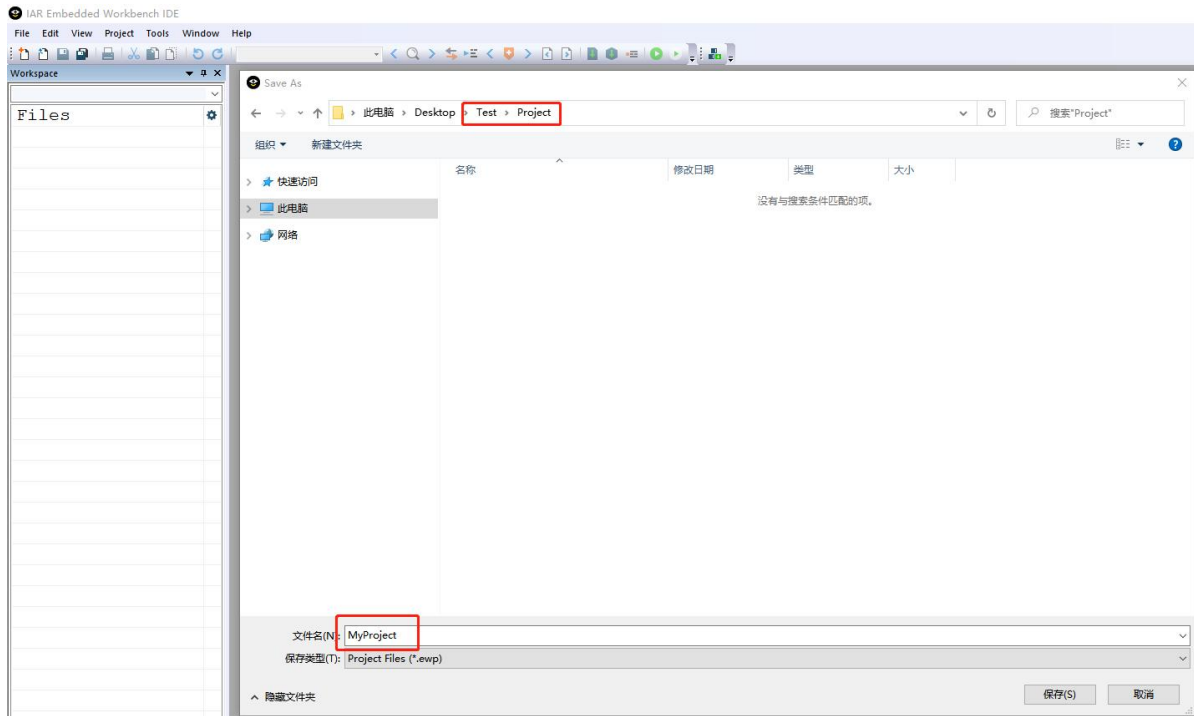 IAR Embedded Workbench IDE
File Edit View Project Tools Window Help
Workspace
Files
Save As
此电脑 › Desktop › Test › Project
搜索"Project"
组织 新建文件夹
名称 修改日期 类型 大小
快速访问
此电脑
网络
没有与搜索条件匹配的项。
文件名(N): MyProject
保存类型(T): Project Files (*.ewp)
隐藏文件夹
保存(S) 取消